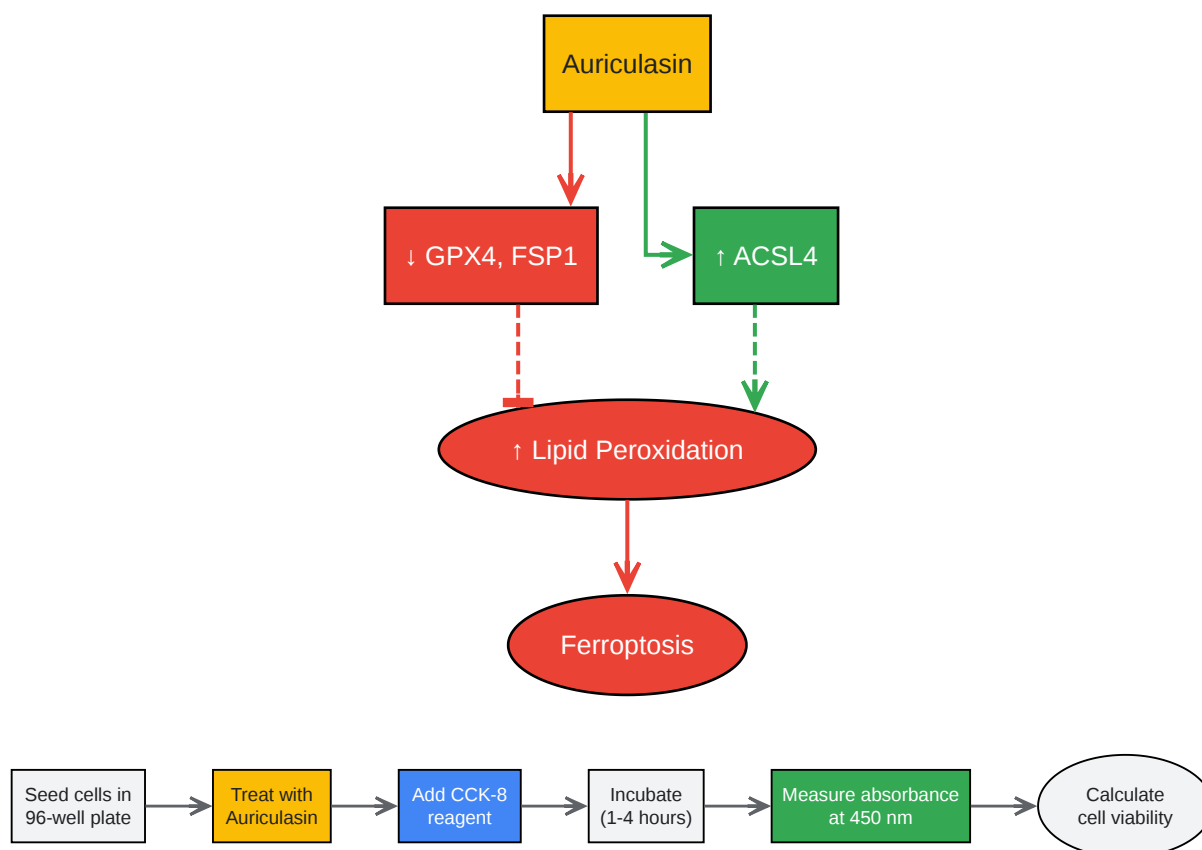 Auriculasin
↓ GPX4, FSP1
↑ ACSL4
↑ Lipid Peroxidation
Ferroptosis
Seed cells in
96-well plate
Treat with
Auriculasin
Add CCK-8
reagent
Incubate
(1-4 hours)
Measure absorbance
at 450 nm
Calculate
cell viability